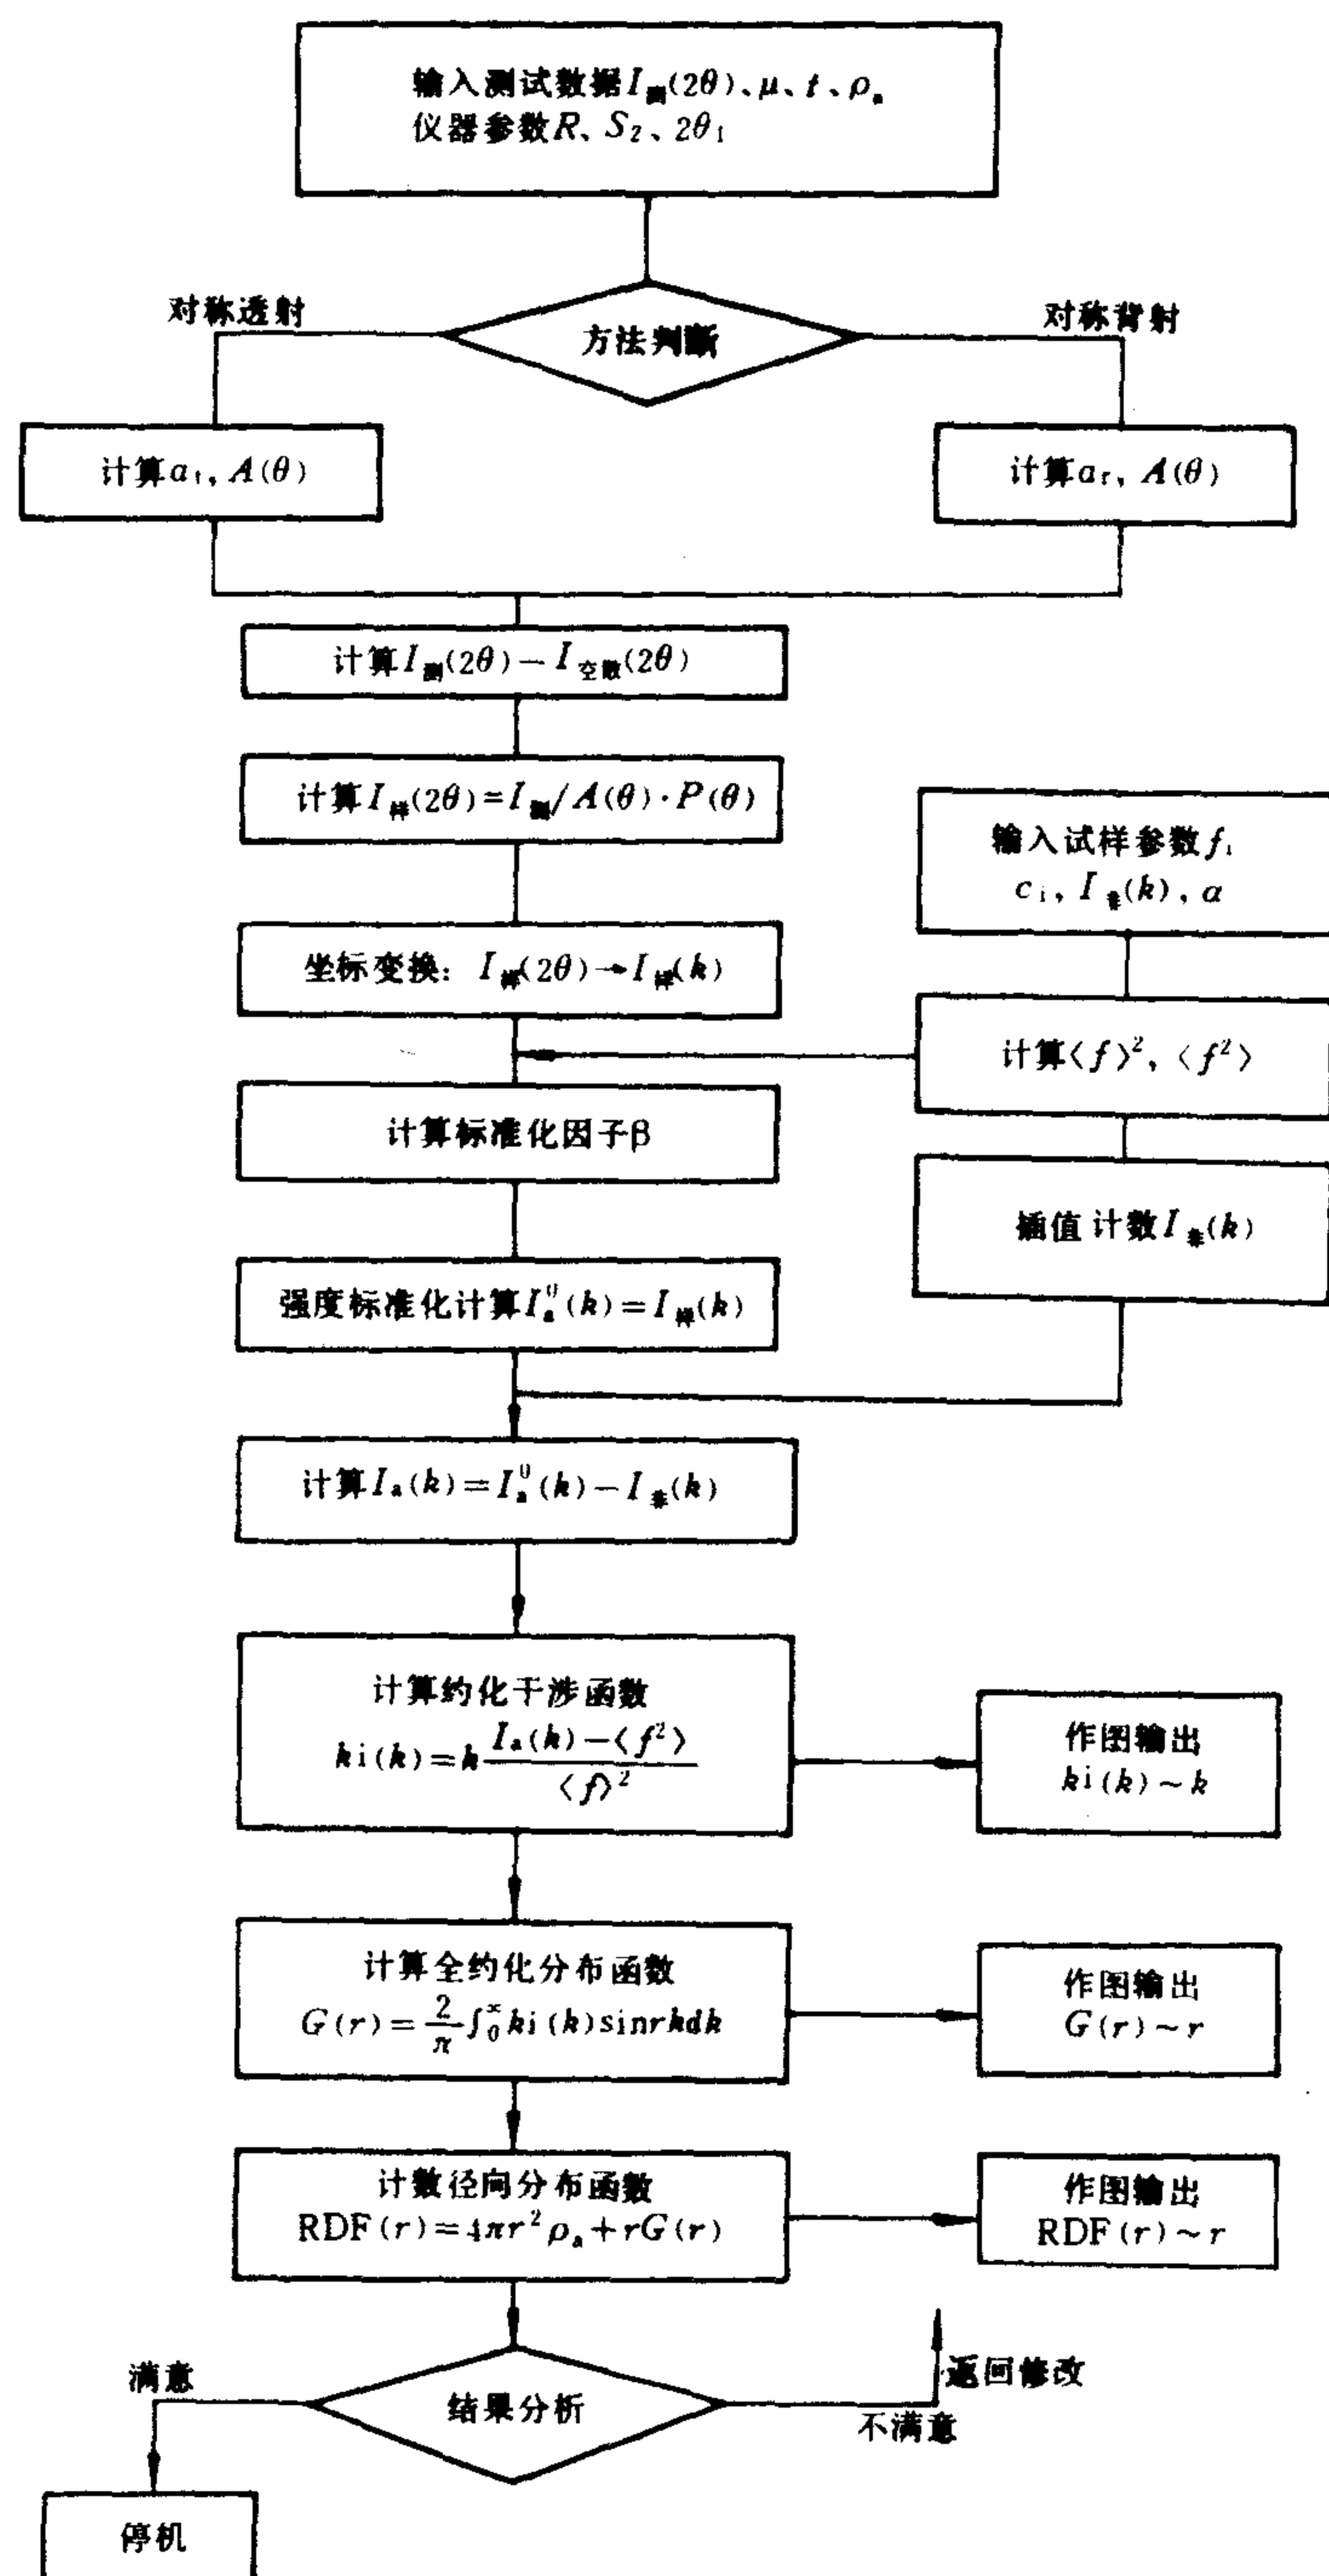 输入测试数据I测(2θ)、μ、t、ρa
仪器参数R、S2、2θ1
对称透射
方法判断
对称背射
计算at, A(θ)
计算ar, A(θ)
计算I测(2θ)-I空散(2θ)
计算I样(2θ)=I测/A(θ)·P(θ)
输入试样参数fi
ci, I非(k), α
坐标变换: I样(2θ)→I样(k)
计算⟨f⟩², ⟨f²⟩
计算标准化因子β
插值计数I非(k)
强度标准化计算Ia⁰(k)=I样(k)
计算Ia(k)=Ia⁰(k)-I非(k)
计算约化干涉函数
ki(k)=k (Ia(k)-⟨f²⟩)/⟨f⟩²
作图输出
ki(k)~k
计算全约化分布函数
G(r)=2/π ∫₀^∞ ki(k)sinrkdk
作图输出
G(r)~r
计数径向分布函数
RDF(r)=4πr²ρa+rG(r)
作图输出
RDF(r)~r
满意
结果分析
返回修改
不满意
停机